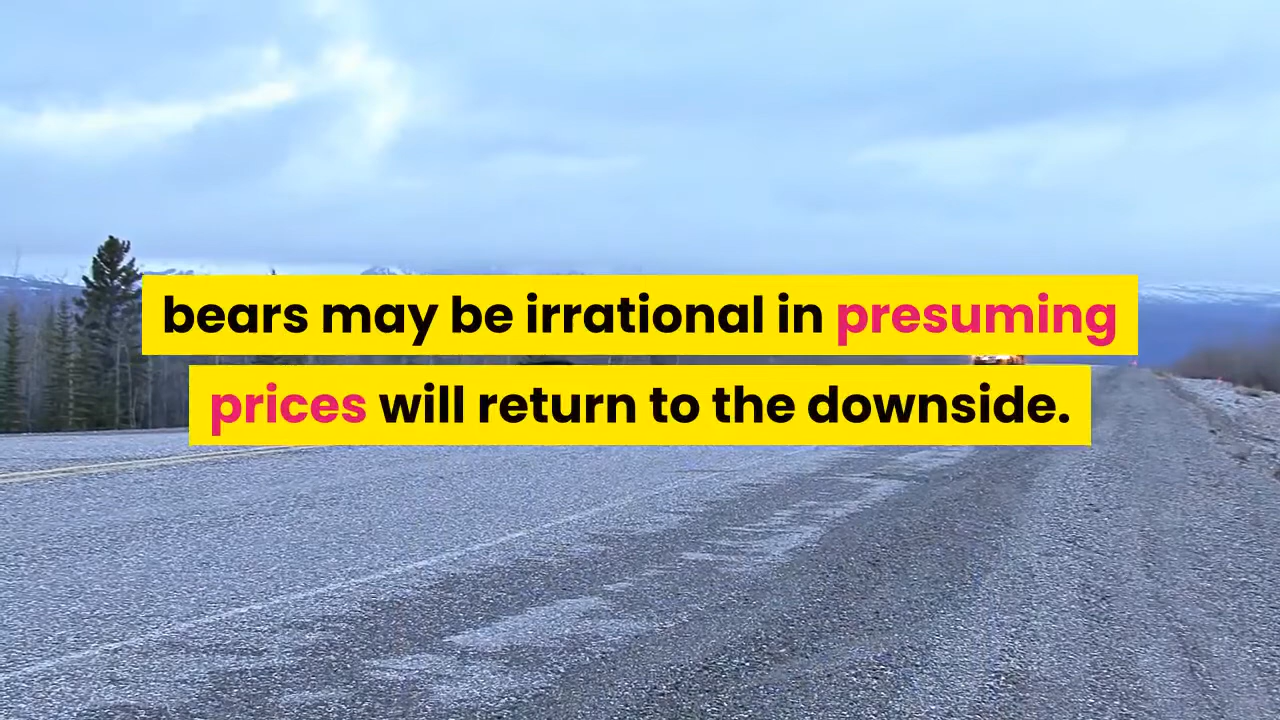 bears may be irrational in presuming
prices will return to the downside.